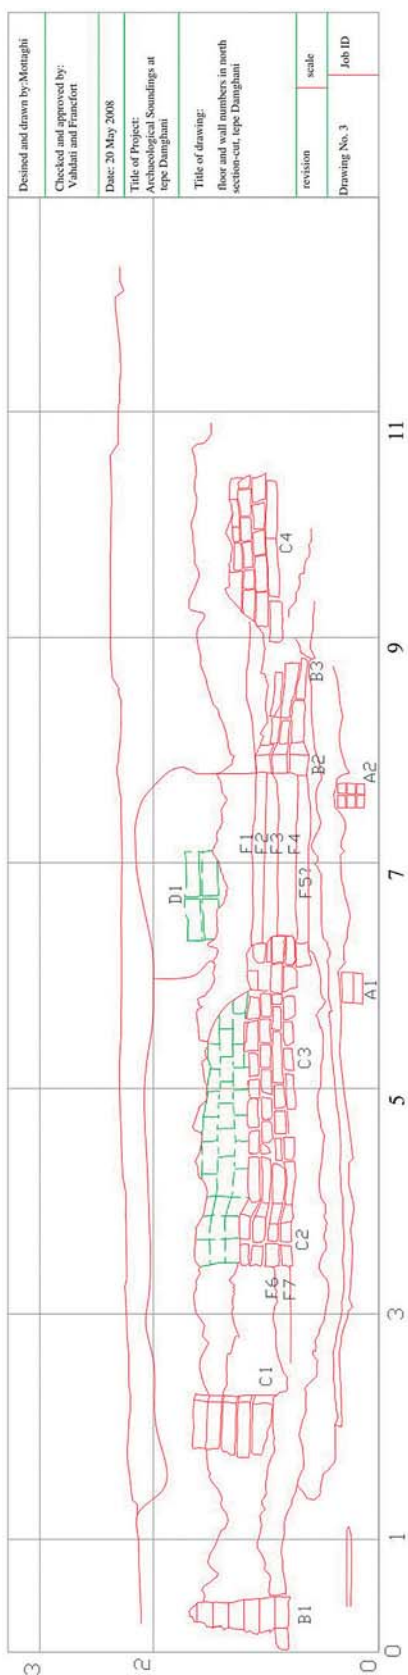 Desined and drawn by:Mottaghi
Checked and approved by:
Vahdati and Francfort
Date: 20 May 2008
Title of Project:
Archaeological Soundings at
tepe Damghani
Title of drawing:
floor and wall numbers in north
section-cut, tepe Damghani
revision
scale
Drawing No. 3
Job ID
3
2
0
0
1
3
5
7
9
11
B1
C1
F6
F7
C2
C3
D1
F1
F2
F3
F4
F5?
A1
A2
B2
B3
C4